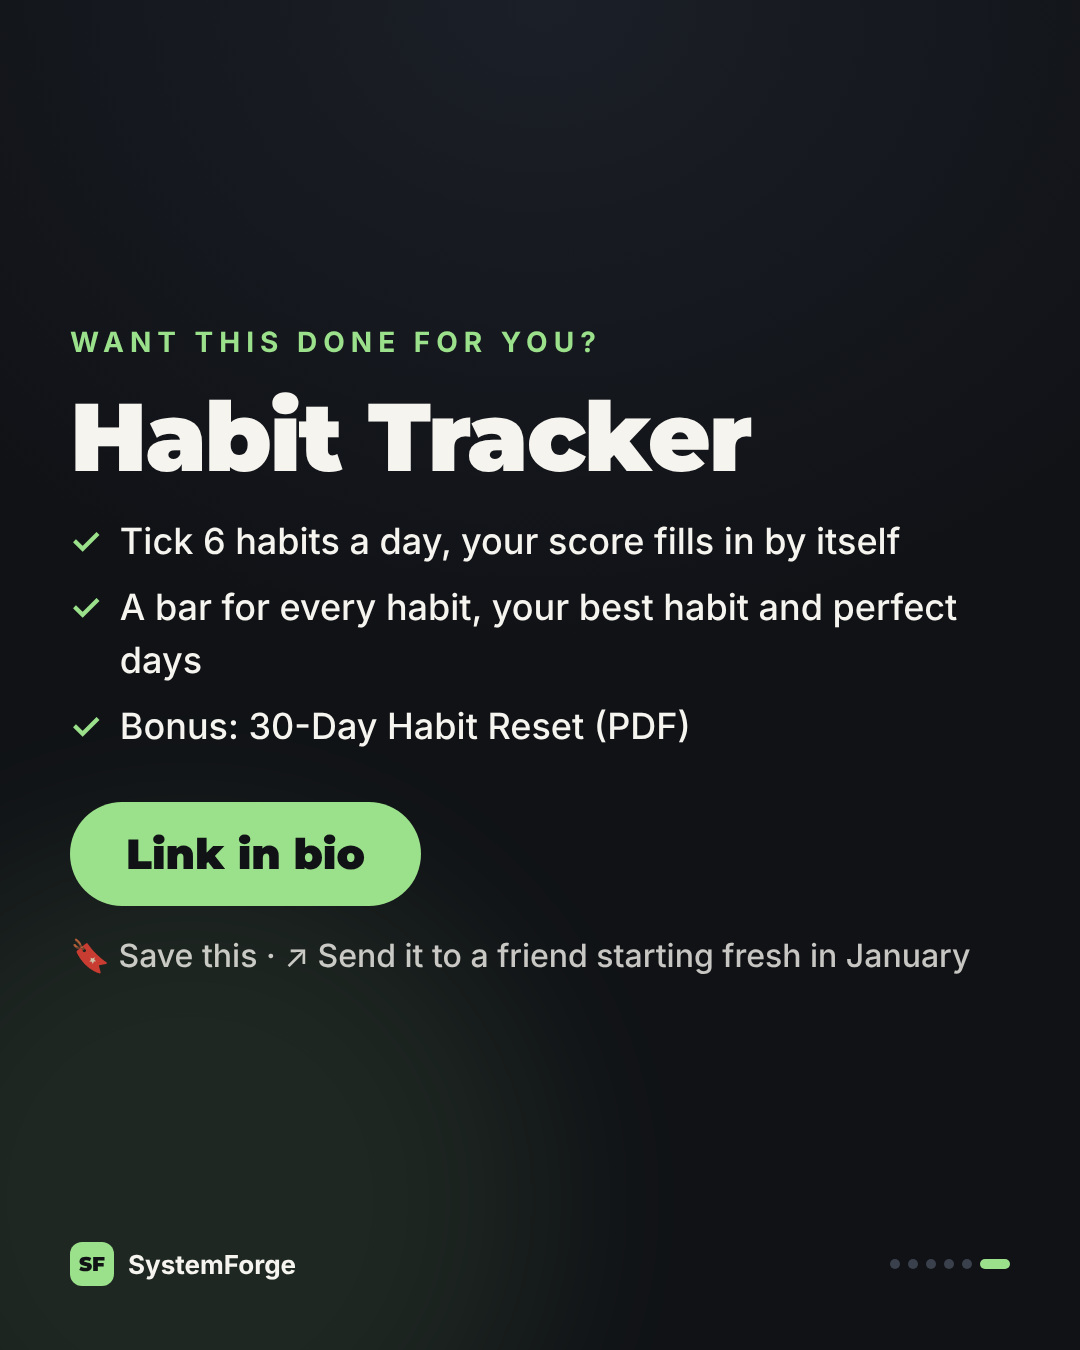 WANT THIS DONE FOR YOU?
Habit Tracker
✓ Tick 6 habits a day, your score fills in by itself
✓ A bar for every habit, your best habit and perfect
days
✓ Bonus: 30-Day Habit Reset (PDF)
Link in bio
🔖 Save this · ↗ Send it to a friend starting fresh in January
SF SystemForge